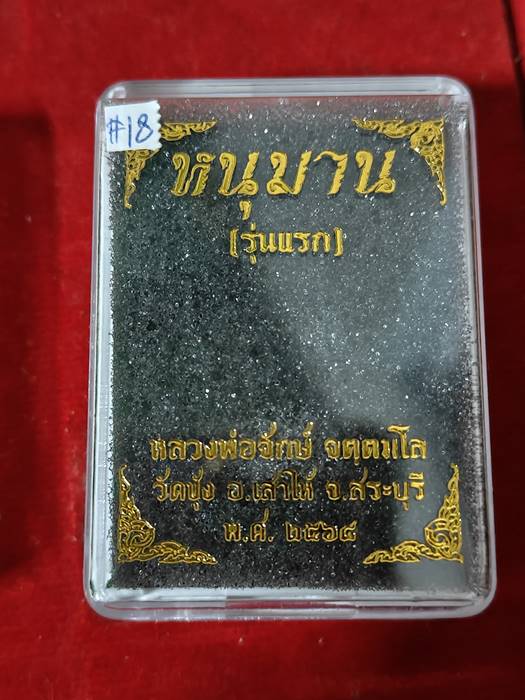 #18
หนุมาน
(รุ่นแรก)
หลวงพ่อจักษ์ จตฺตมโล
วัดชุ้ง อ.เสาไห้ จ.สระบุรี
พ.ศ. ๒๕๖๔